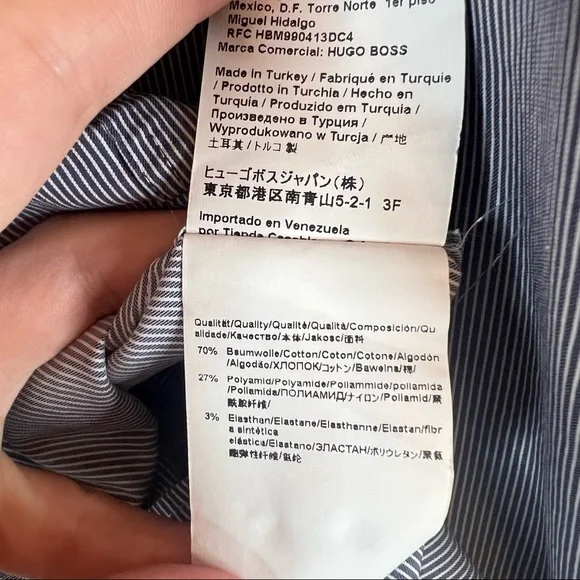 Mexico, D.F. Torre Norte 1er piso
Miguel Hidalgo
RFC HBM990413DC4
Marca Comercial: HUGO BOSS
Made in Turkey / Fabriqué en Turquie
/ Prodotto in Turchia / Hecho en
Turquía / Produzido em Turquia /
Произведено в Турция /
Wyprodukowano w Turcja / 产地
土耳其/トルコ 製
ヒューゴボスジャパン(株)
東京都港区南青山5-2-1 3F
Importado en Venezuela
por Tienda
Qualität/Quality/Qualité/Qualità/Composición/Qu
alidade/Качество/本体/Jakosc/面料
70% Baumwolle/Cotton/Coton/Cotone/Algodón
/Algodão/ХЛОПОК/コットン/Bawelna/棉/
27% Polyamid/Polyamide/Poliammide/poliamida
/Poliamida/ПОЛИАМИД/ナイロン/Poliamid/聚
酰胺纤维/
3% Elasthan/Elastane/Elasthanne/Elastan/fibr
a sintética
elástica/Elastano/ЭЛАСТАН/ポリウレタン/聚氨
酯弹性纤维/氨纶